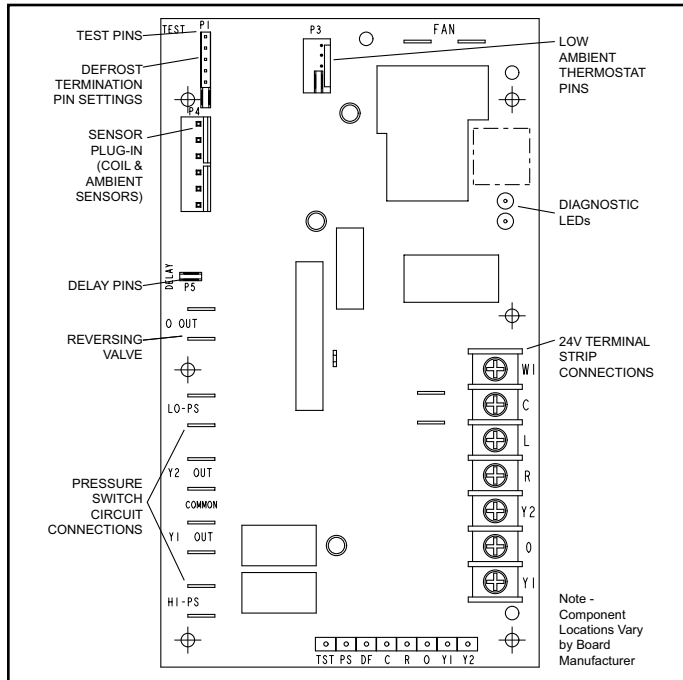 TEST PINS
DEFROST
TERMINATION
PIN SETTINGS
SENSOR
PLUG-IN
(COIL &
AMBIENT
SENSORS)
DELAY PINS
REVERSING
VALVE
PRESSURE
SWITCH
CIRCUIT
CONNECTIONS
TEST
P1
P4
DELAY
P5
O OUT
LO-PS
Y2 OUT
COMMON
Y1 OUT
HI-PS
P3
FAN
LOW
AMBIENT
THERMOSTAT
PINS
DIAGNOSTIC
LEDs
24V TERMINAL
STRIP
CONNECTIONS
W1
C
L
R
Y2
O
Y1
TST PS DF C R O Y1 Y2
Note -
Component
Locations Vary
by Board
Manufacturer